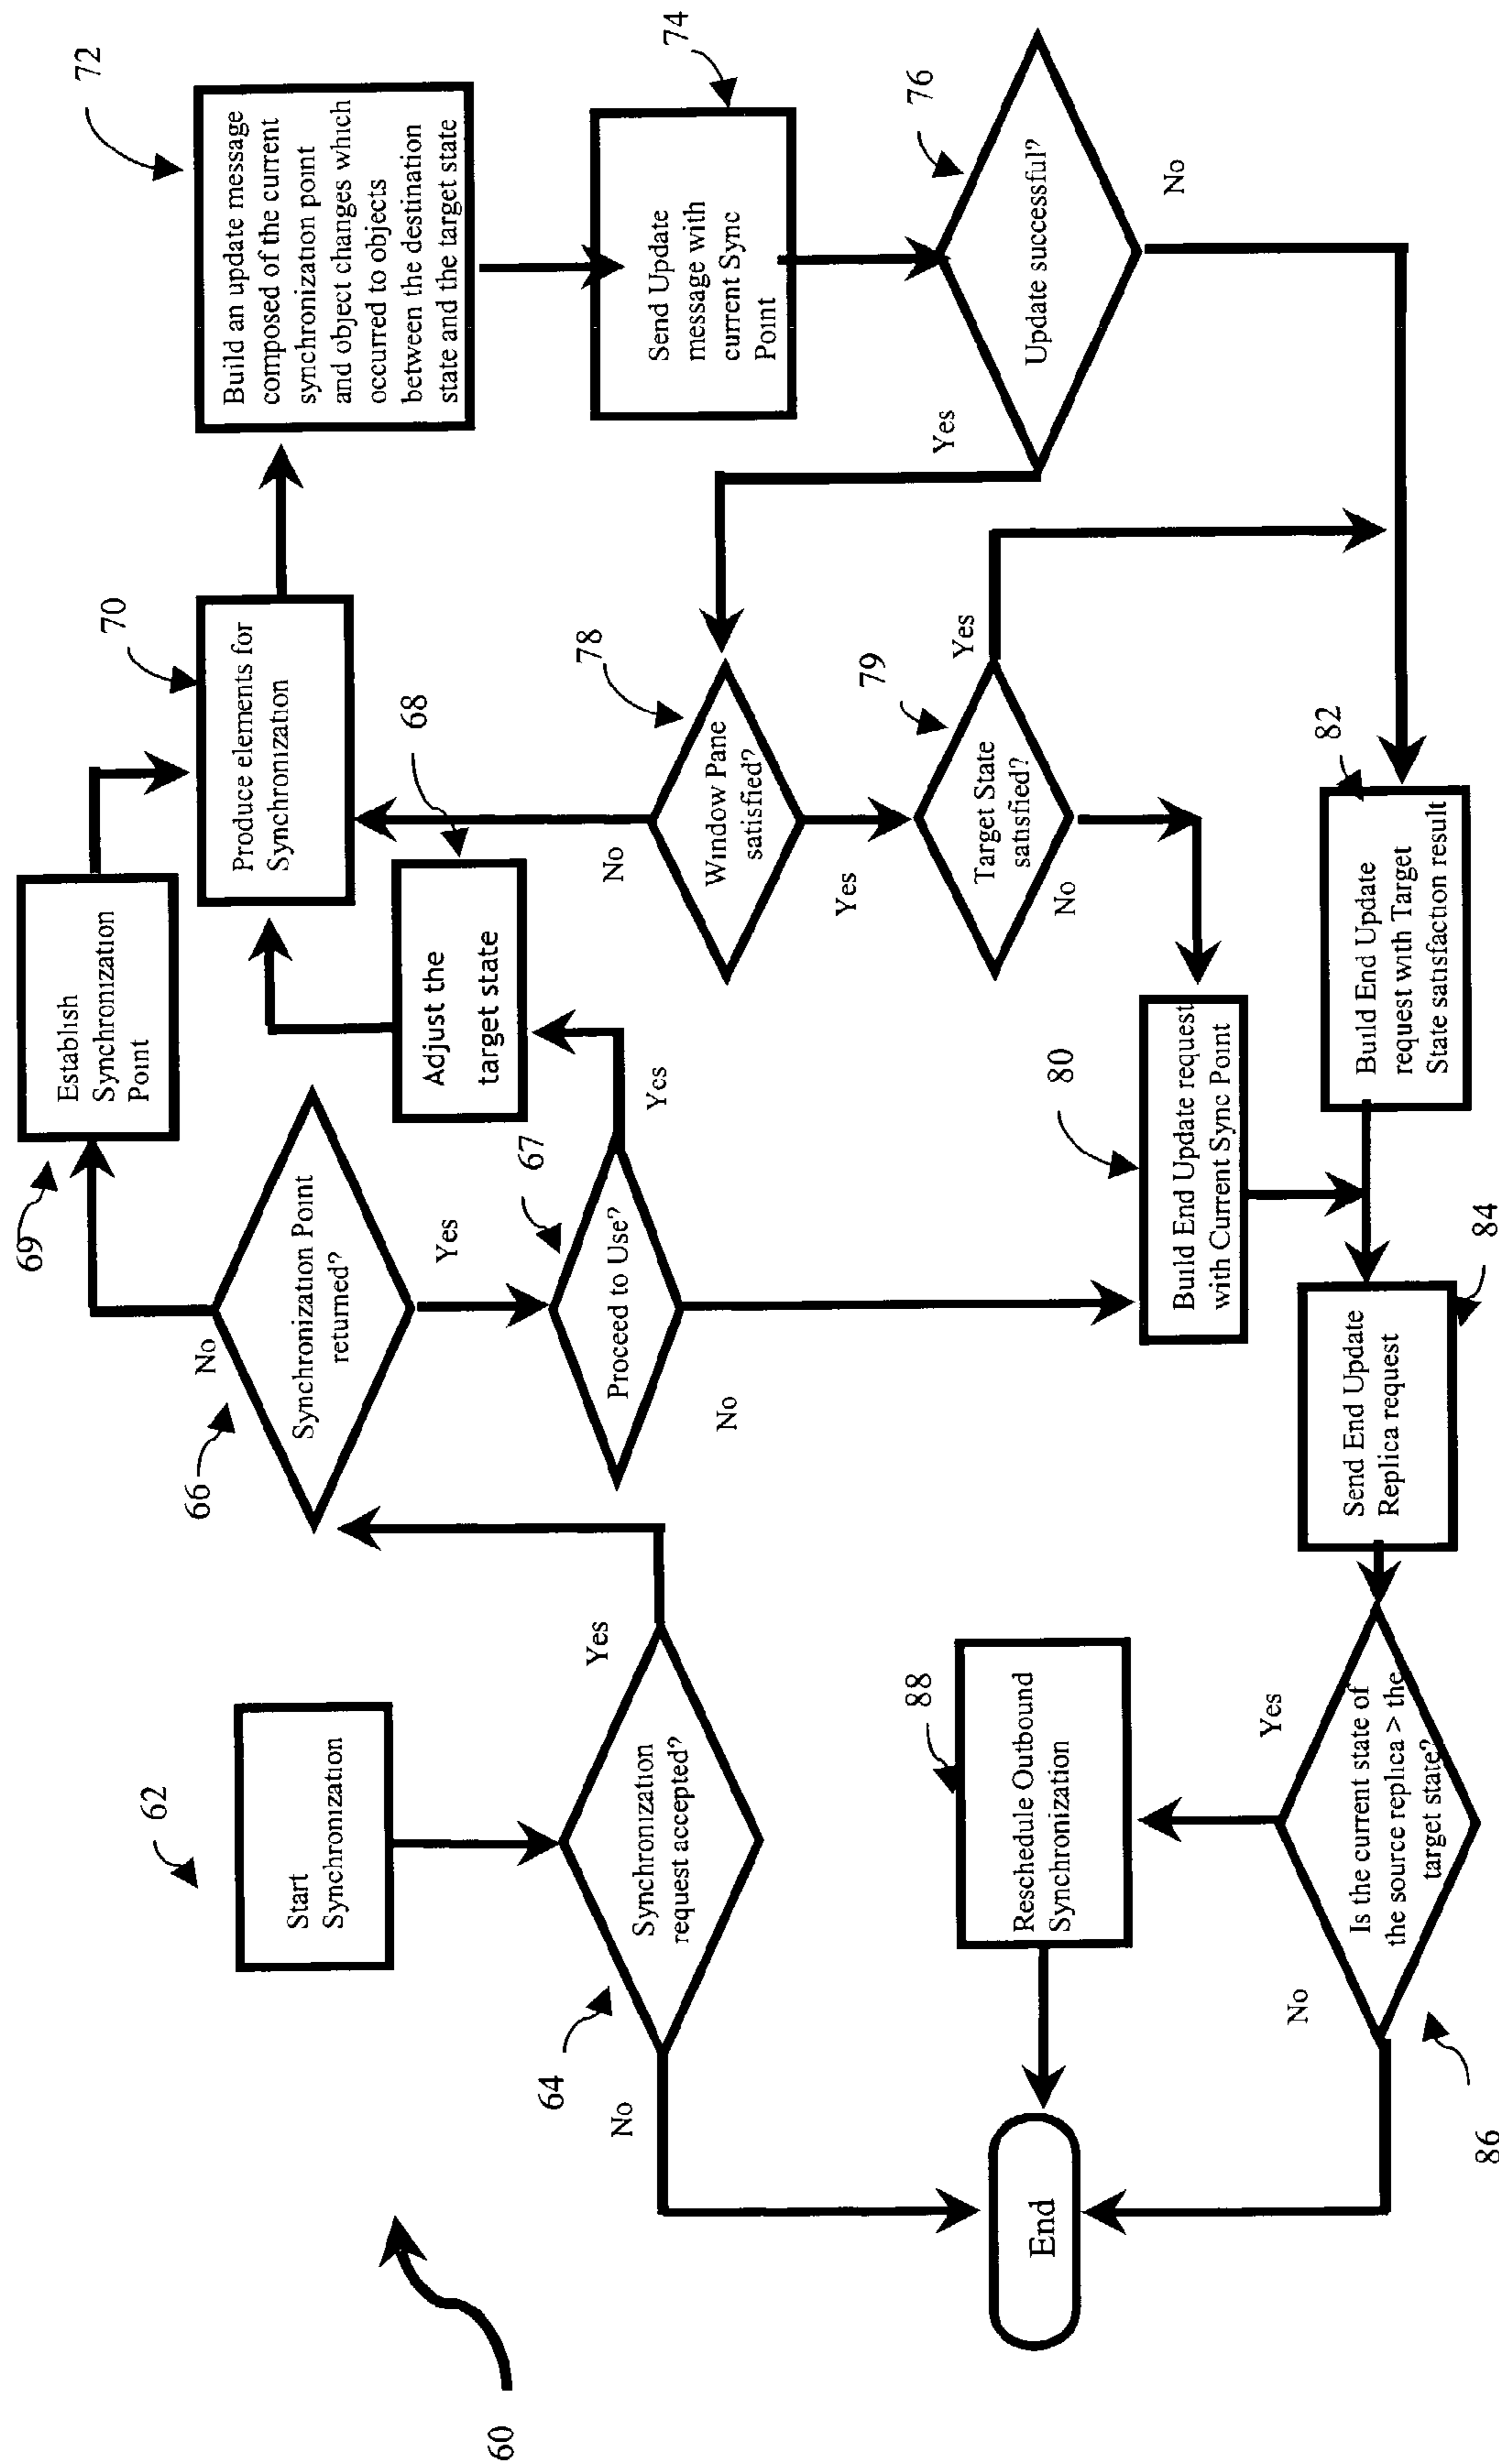 60
62
Start
Synchronization
64
Synchronization
request accepted?
Yes
No
66
Synchronization Point
returned?
No
Yes
69
Establish
Synchronization
Point
67
Proceed to Use?
Yes
No
68
Adjust the
target state
70
Produce elements for
Synchronization
72
Build an update message
composed of the current
synchronization point
and object changes which
occurred to objects
between the destination
state and the target state
74
Send Update
message with
current Sync
Point
76
Update successful?
Yes
No
78
Window Pane
satisfied?
No
Yes
79
Target State
satisfied?
Yes
No
80
Build End Update request
with Current Sync Point
82
Build End Update
request with Target
State satisfaction result
84
Send End Update
Replica request
86
Is the current state of
the source replica > the
target state?
Yes
No
88
Reschedule Outbound
Synchronization
End